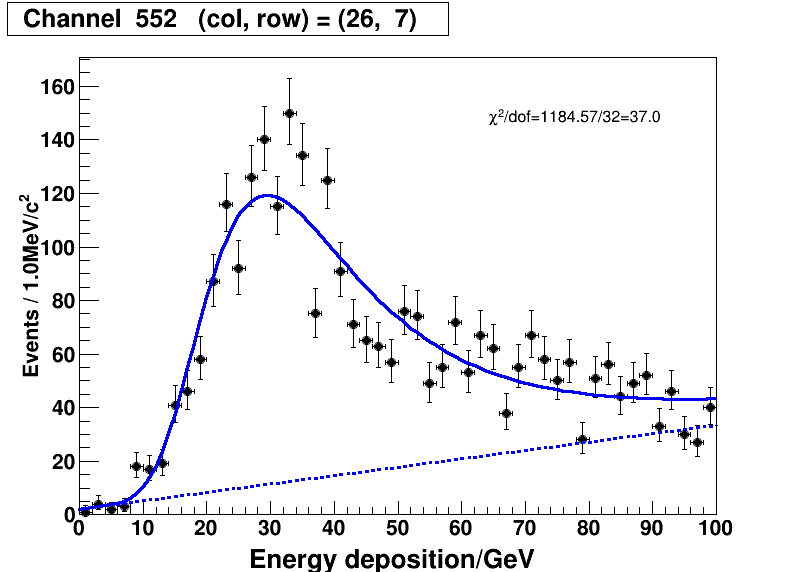 Channel 552 (col, row) = (26, 7)
χ²/dof=1184.57/32=37.0
Events / 1.0MeV/c²
160
140
120
100
80
60
40
20
0
0 10 20 30 40 50 60 70 80 90 100
Energy deposition/GeV